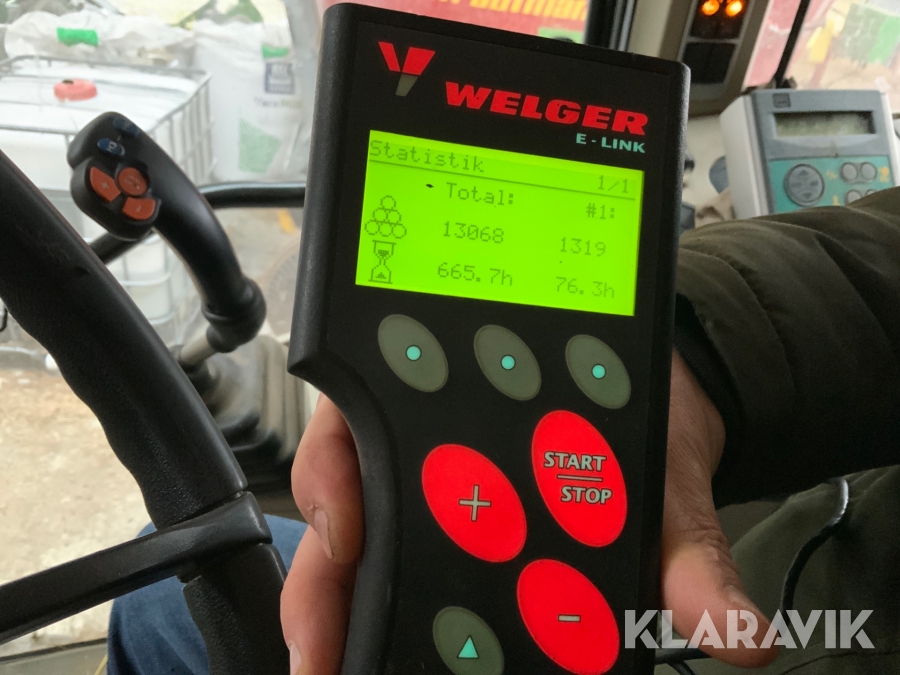 WELGER
E - LINK
Statistik 1/1
Total: #1:
13068 1319
665.7h 76.3h
START
STOP
+
-
KLARAVIK